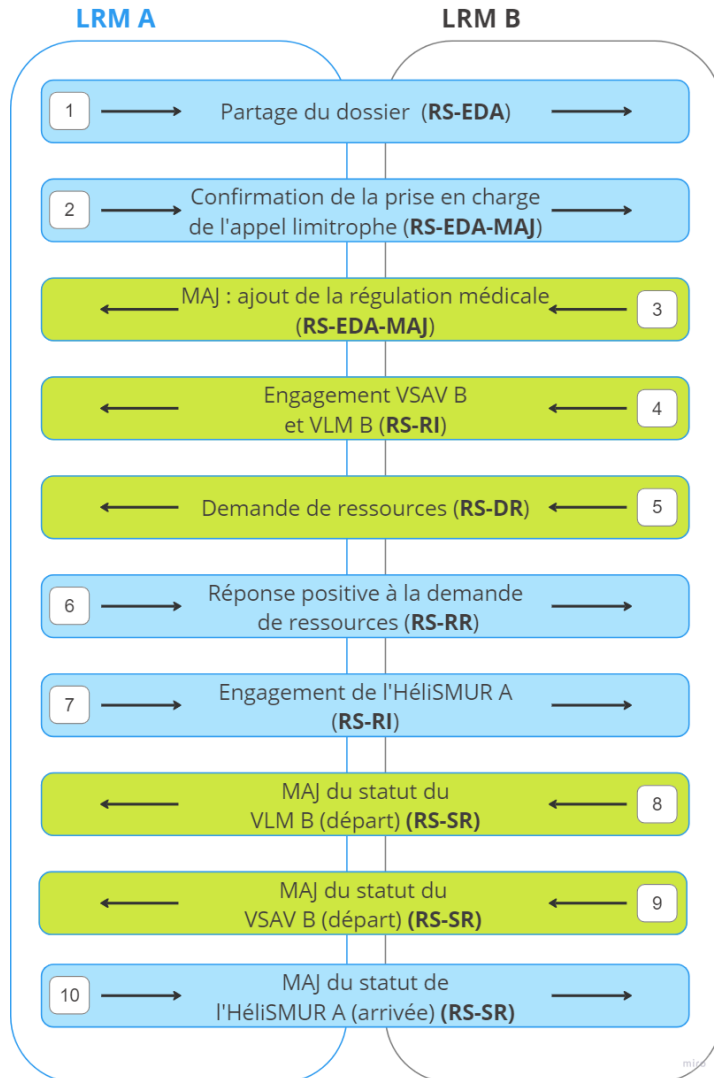 LRM A
LRM B
1
Partage du dossier (RS-EDA)
2
Confirmation de la prise en charge
de l'appel limitrophe (RS-EDA-MAJ)
MAJ : ajout de la régulation médicale
(RS-EDA-MAJ)
3
Engagement VSAV B
et VLM B (RS-RI)
4
Demande de ressources (RS-DR)
5
6
Réponse positive à la demande
de ressources (RS-RR)
7
Engagement de l'HéliSMUR A
(RS-RI)
MAJ du statut du
VLM B (départ) (RS-SR)
8
MAJ du statut du
VSAV B (départ) (RS-SR)
9
10
MAJ du statut de
l'HéliSMUR A (arrivée) (RS-SR)
miro